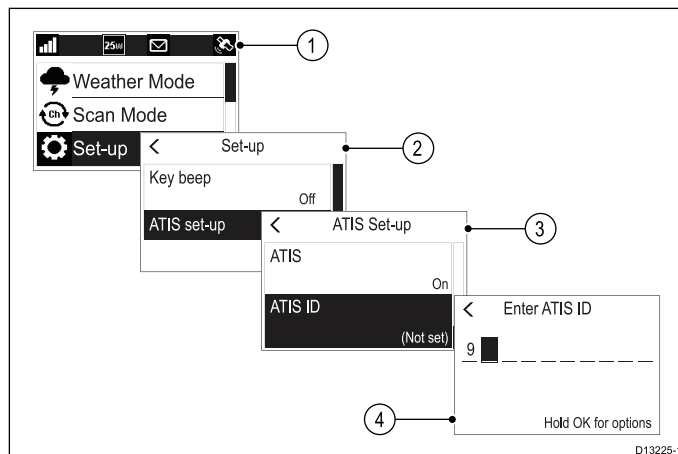 25W
1
Weather Mode
Ch Scan Mode
Set-up
< Set-up
2
Key beep
Off
ATIS set-up
< ATIS Set-up
3
ATIS
On
ATIS ID
(Not set)
< Enter ATIS ID
9
4
Hold OK for options